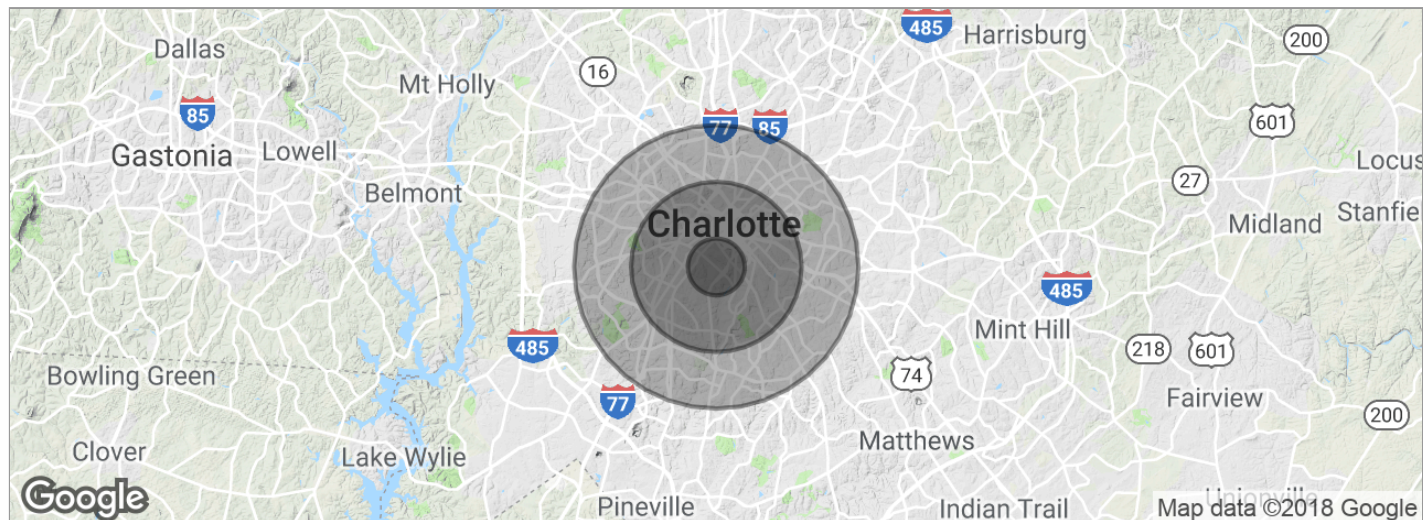 485
Harrisburg
200
Dallas
16
Mt Holly
85
77
85
601
Gastonia
Lowell
Locus
Belmont
27
Charlotte
Midland
Stanfie
485
Mint Hill
485
218
601
Bowling Green
74
77
Fairview
200
Clover
Lake Wylie
Matthews
Google
Pineville
Indian Trail
Unionville
Map data ©2018 Google